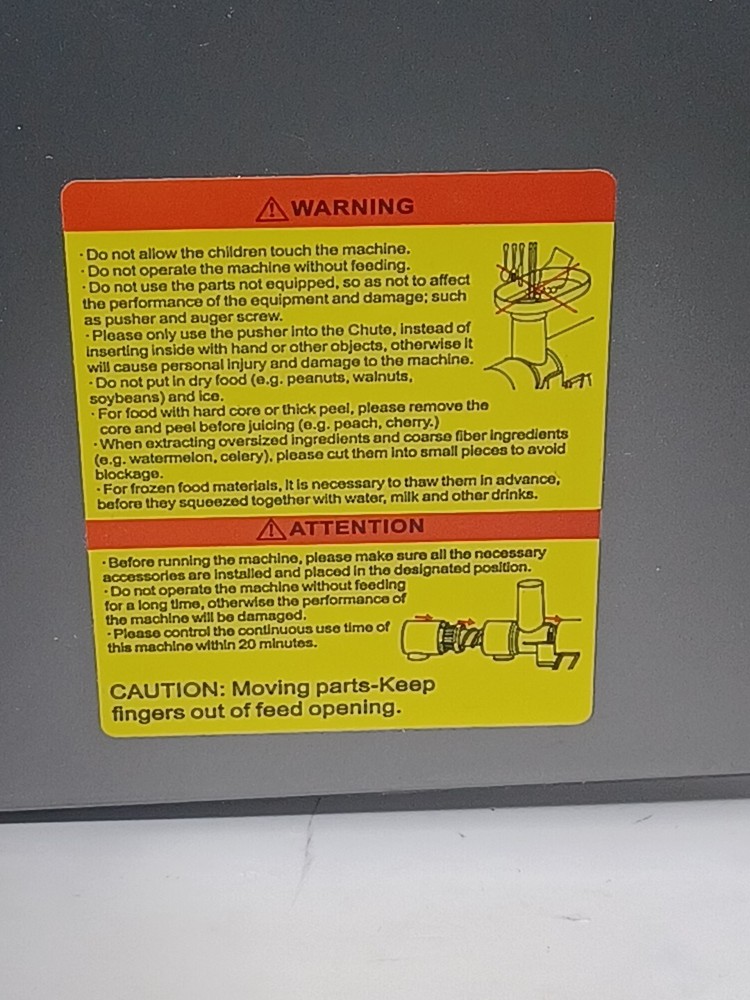 ⚠WARNING
· Do not allow the children touch the machine.
· Do not operate the machine without feeding.
· Do not use the parts not equipped, so as not to affect
the performance of the equipment and damage; such
as pusher and auger screw.
· Please only use the pusher into the Chute, instead of
inserting inside with hand or other objects, otherwise it
will cause personal injury and damage to the machine.
· Do not put in dry food (e.g. peanuts, walnuts,
soybeans) and ice.
· For food with hard core or thick peel, please remove the
core and peel before juicing (e.g. peach, cherry.)
· When extracting oversized ingredients and coarse fiber ingredients
(e.g. watermelon, celery), please cut them into small pieces to avoid
blockage.
· For frozen food materials, it is necessary to thaw them in advance,
before they squeezed together with water, milk and other drinks.
⚠ATTENTION
· Before running the machine, please make sure all the necessary
accessories are installed and placed in the designated position.
· Do not operate the machine without feeding
for a long time, otherwise the performance of
the machine will be damaged.
· Please control the continuous use time of
this machine within 20 minutes.
CAUTION: Moving parts-Keep
fingers out of feed opening.